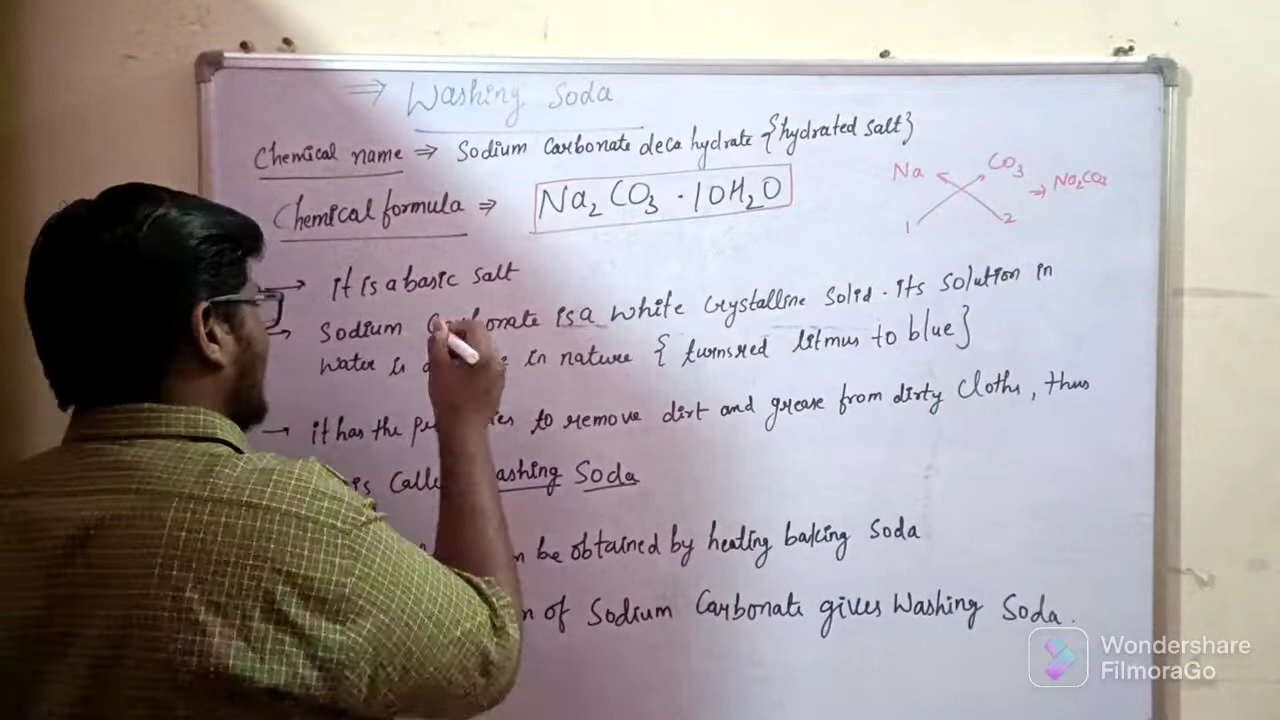 ⇒ Washing Soda
Chemical name ⇒ Sodium Carbonate deca hydrate {hydrated salt}
Chemical formula ⇒ Na₂CO₃·10H₂O
Na CO₃ → Na₂CO₃
1 2
→ it is a basic salt
→ Sodium Carbonate is a white Crystalline Solid. its solution in
Water is in nature { turns red litmus to blue}
→ it has the to remove dirt and grease from dirty cloths, thus
is Called Washing Soda
be obtained by heating baking Soda
of Sodium Carbonate gives Washing Soda.
Wondershare
FilmoraGo